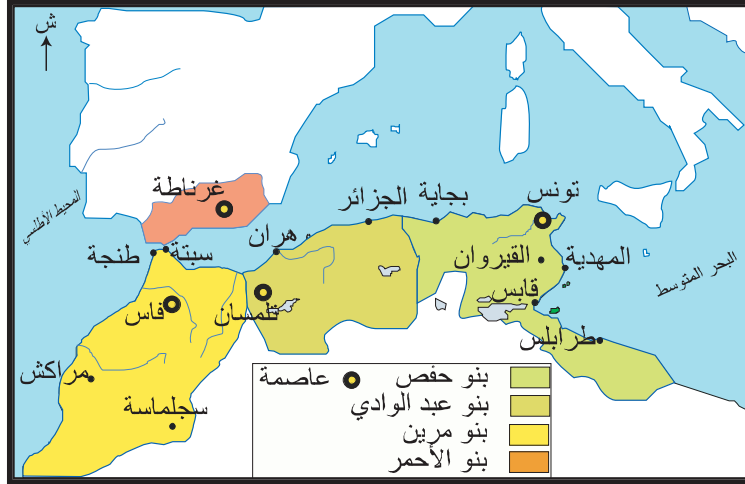 ش
المحيط الأطلسي
غرناطة
طنجة
سبتة
هران
الجزائر
بجاية
تونس
القيروان
المهدية
قابس
طرابلس
البحر المتوسط
تلمسان
فاس
مراكش
سجلماسة
بنو حفص
عاصمة
بنو عبد الوادي
بنو مرين
بنو الأحمر